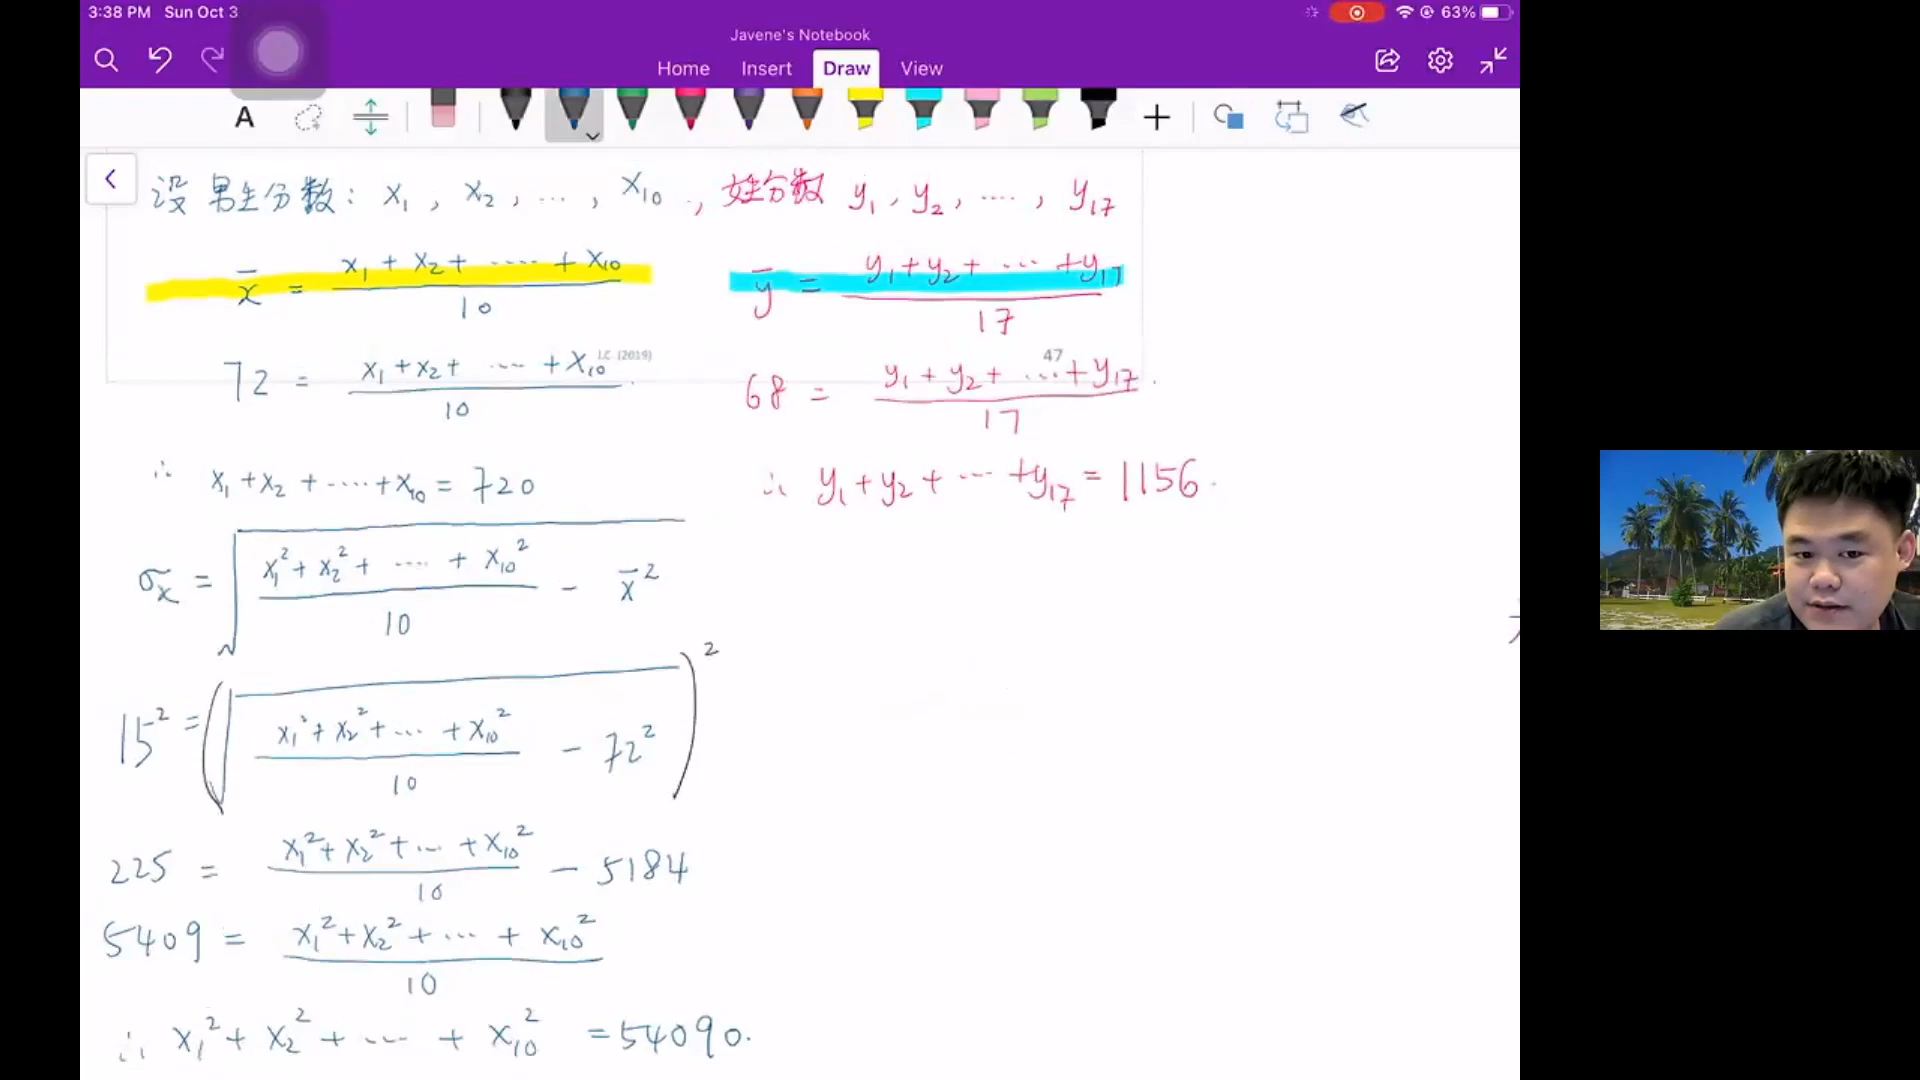 3:38 PM Sun Oct 3
63%
Javene's Notebook
Home Insert Draw View
A
设 男生分数: x₁, x₂, ..., x₁₀, 女生分数 y₁, y₂, ...., y₁₇
x̄ = (x₁ + x₂ + ..... + x₁₀)/10 ȳ = (y₁ + y₂ + ... + y₁₇)/17
I.C. (2019) 47
72 = (x₁ + x₂ + .... + x₁₀)/10 68 = (y₁ + y₂ + ... + y₁₇)/17
∴ x₁ + x₂ + ..... + x₁₀ = 720 ∴ y₁ + y₂ + ... + y₁₇ = 1156
σₓ = √((x₁² + x₂² + .... + x₁₀²)/10 - x̄²)
15² = (√((x₁² + x₂² + ... + x₁₀²)/10 - 72²))²
225 = (x₁² + x₂² + ... + x₁₀²)/10 - 5184
5409 = (x₁² + x₂² + ... + x₁₀²)/10
∴ x₁² + x₂² + .... + x₁₀² = 54090.